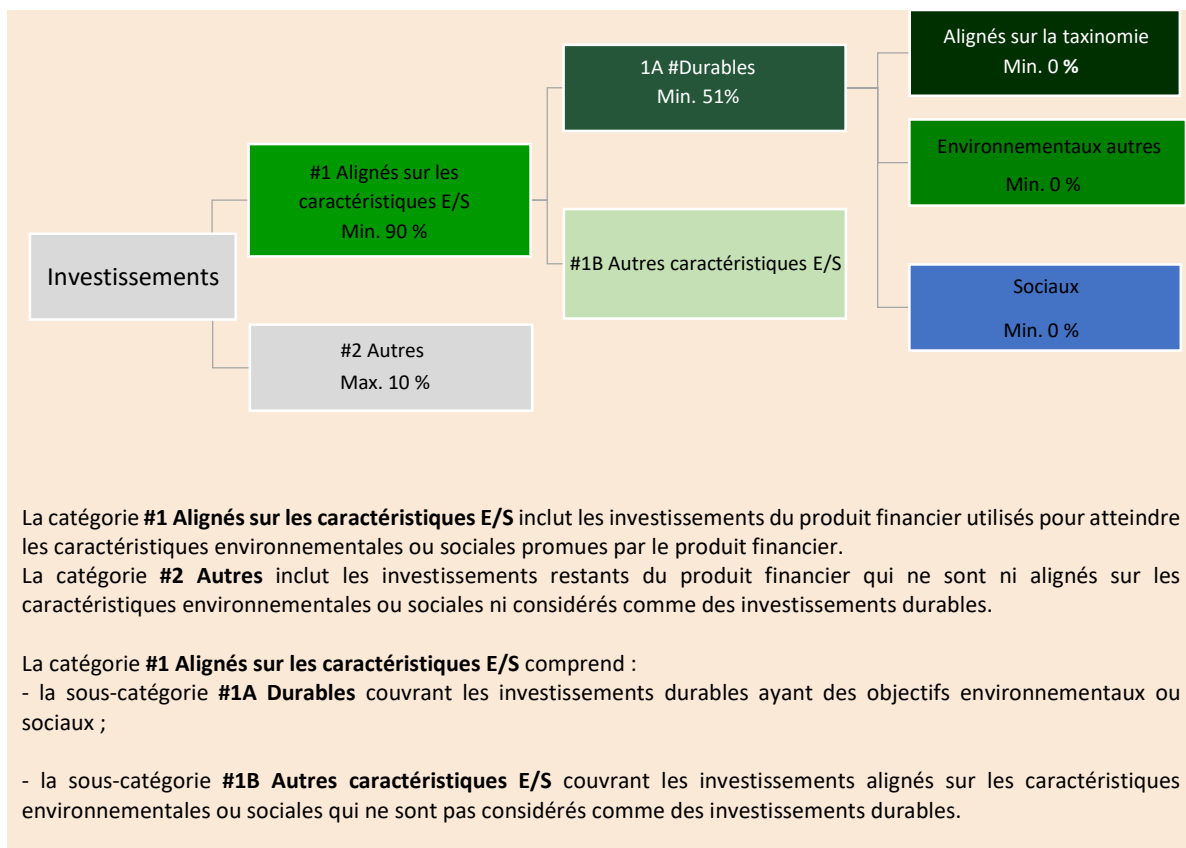 Investissements
#1 Alignés sur les
caractéristiques E/S
Min. 90 %
#2 Autres
Max. 10 %
1A #Durables
Min. 51%
#1B Autres caractéristiques E/S
Alignés sur la taxinomie
Min. 0 %
Environnementaux autres
Min. 0 %
Sociaux
Min. 0 %
La catégorie #1 Alignés sur les caractéristiques E/S inclut les investissements du produit financier utilisés pour atteindre
les caractéristiques environnementales ou sociales promues par le produit financier.
La catégorie #2 Autres inclut les investissements restants du produit financier qui ne sont ni alignés sur les
caractéristiques environnementales ou sociales ni considérés comme des investissements durables.
La catégorie #1 Alignés sur les caractéristiques E/S comprend :
- la sous-catégorie #1A Durables couvrant les investissements durables ayant des objectifs environnementaux ou
sociaux ;
- la sous-catégorie #1B Autres caractéristiques E/S couvrant les investissements alignés sur les caractéristiques
environnementales ou sociales qui ne sont pas considérés comme des investissements durables.